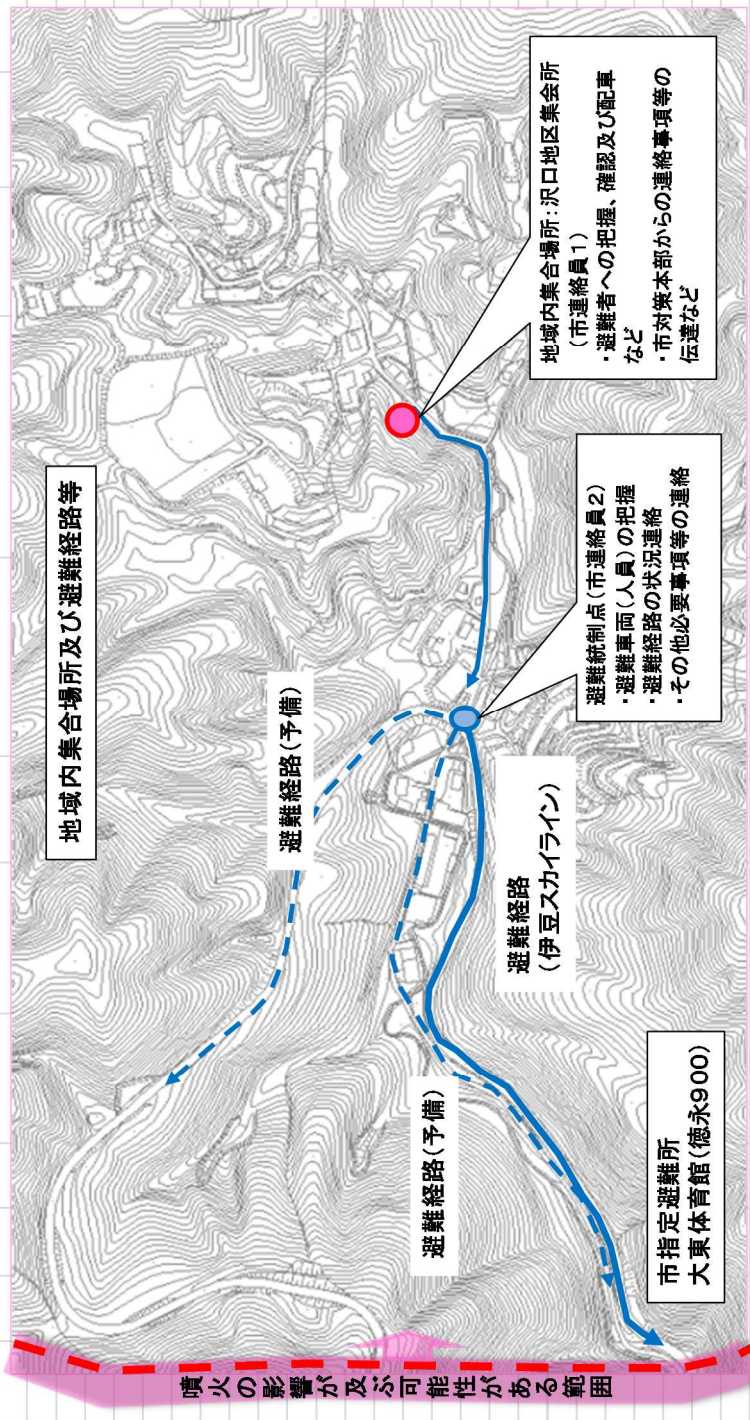 地域内集合場所及び避難経路等
避難経路(予備)
地域内集合場所:沢口地区集会所
(市連絡員1)
・避難者への把握、確認及び配車
など
・市対策本部からの連絡事項等の
伝達など
避難統制点(市連絡員2)
・避難車両(人員)の把握
・避難経路の状況連絡
・その他必要事項等の連絡
避難経路
(伊豆スカイライン)
避難経路(予備)
市指定避難所
大東体育館(徳永900)
噴火の影響が及ぶ可能性がある範囲